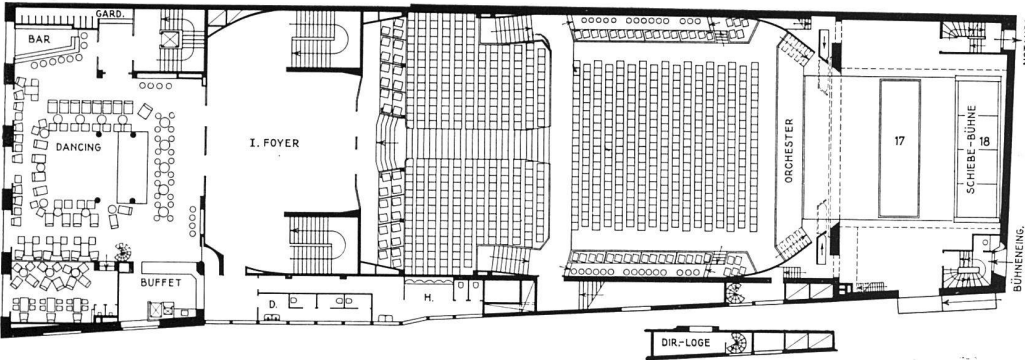 GARD.
BAR
DANCING
I. FOYER
ORCHESTER
17
SCHIEBE-BÜHNE
18
BÜHNENEING.
BUFFET
D.
H.
DIR.-LOGE